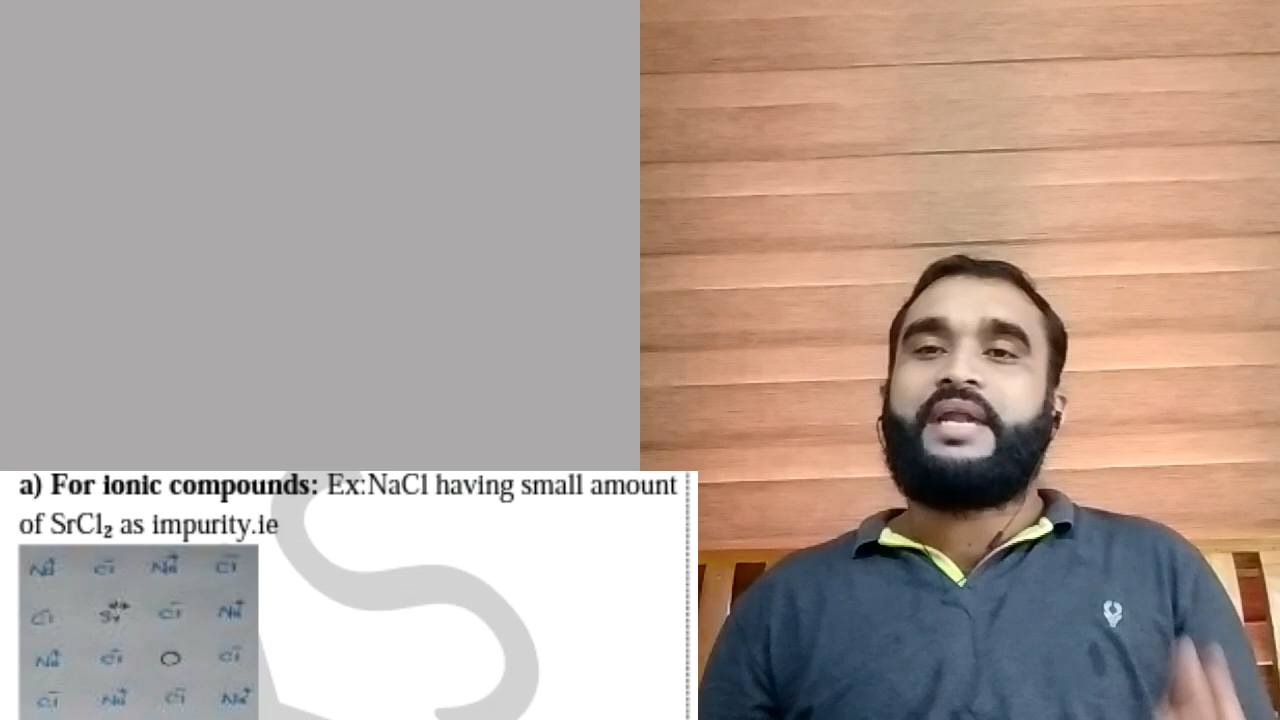 a) For ionic compounds: Ex:NaCl having small amount
of SrCl₂ as impurity.ie
Na⁺ Cl⁻ Na⁺ Cl⁻
Cl⁻ Sr⁺⁺ Cl⁻ Na⁺
Na⁺ Cl⁻ O Cl⁻
Cl⁻ Na⁺ Cl⁻ Na⁺